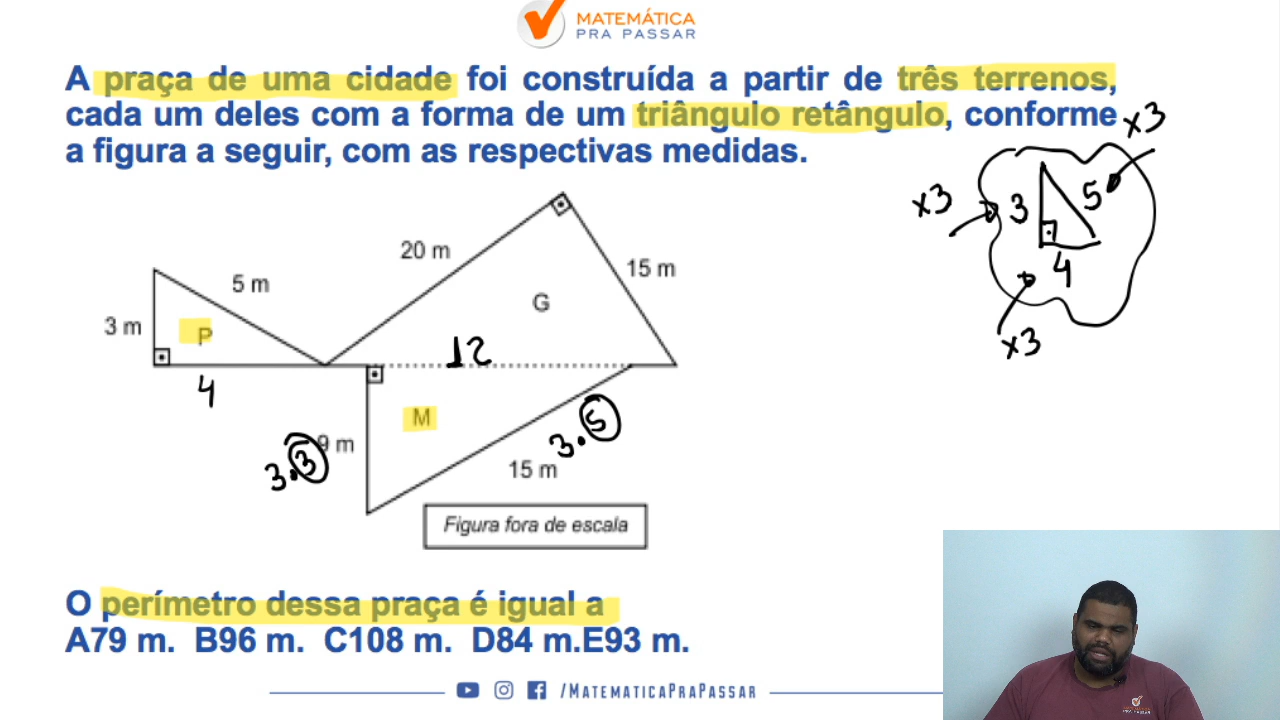 MATEMÁTICA
PRA PASSAR
A praça de uma cidade foi construída a partir de três terrenos,
cada um deles com a forma de um triângulo retângulo, conforme
a figura a seguir, com as respectivas medidas.
x3
x3
3
5
4
x3
20 m
15 m
5 m
G
3 m
P
12
4
M
9 m
3.3
3.5
15 m
Figura fora de escala
O perímetro dessa praça é igual a
A79 m. B96 m. C108 m. D84 m.E93 m.
/MATEMATICAPRAPASSAR
MATEMÁTICA
PRA PASSAR